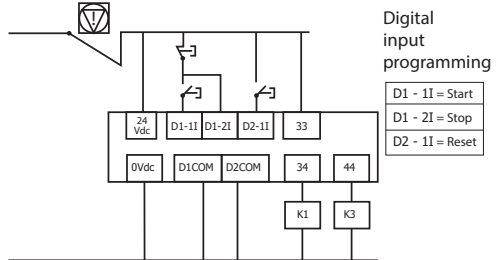 Digital
input
programming
D1 - 1I = Start
D1 - 2I = Stop
D2 - 1I = Reset
24
Vdc
D1-1I
D1-2I
D2-1I
33
0Vdc
D1COM
D2COM
34
44
K1
K3